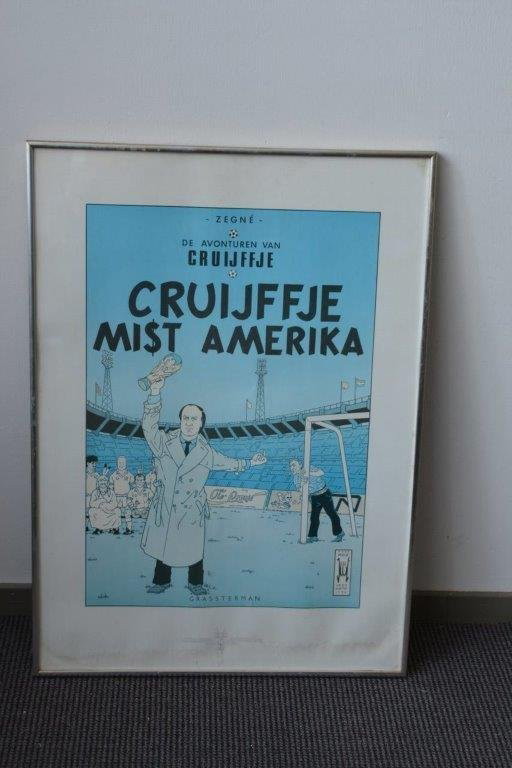 - ZEGNÉ -
DE AVONTUREN VAN
CRUIJFFJE
CRUIJFFJE
MI$T AMERIKA
GRASSTERMAN